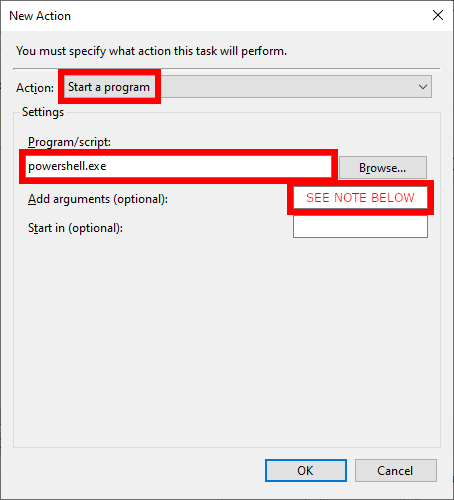 New Action
You must specify what action this task will perform.
Action: Start a program
Settings
Program/script:
powershell.exe Browse...
Add arguments (optional): SEE NOTE BELOW
Start in (optional):
OK Cancel